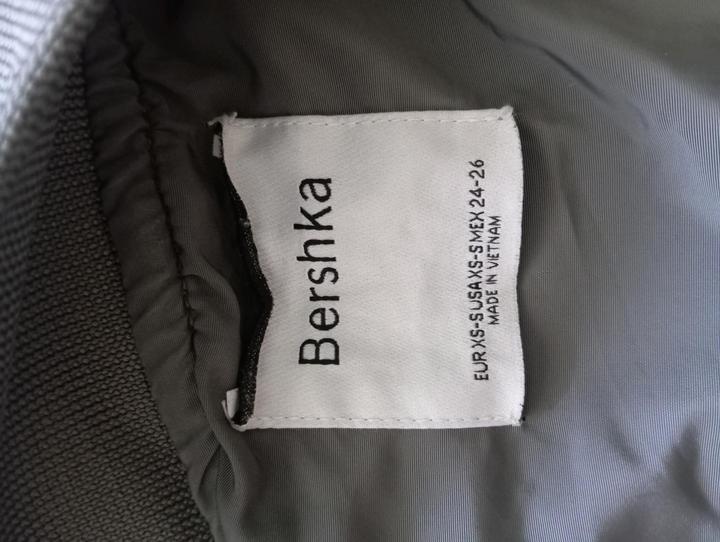 Bershka
EUR XS-S USA XS-S MEX 24-26
MADE IN VIETNAM